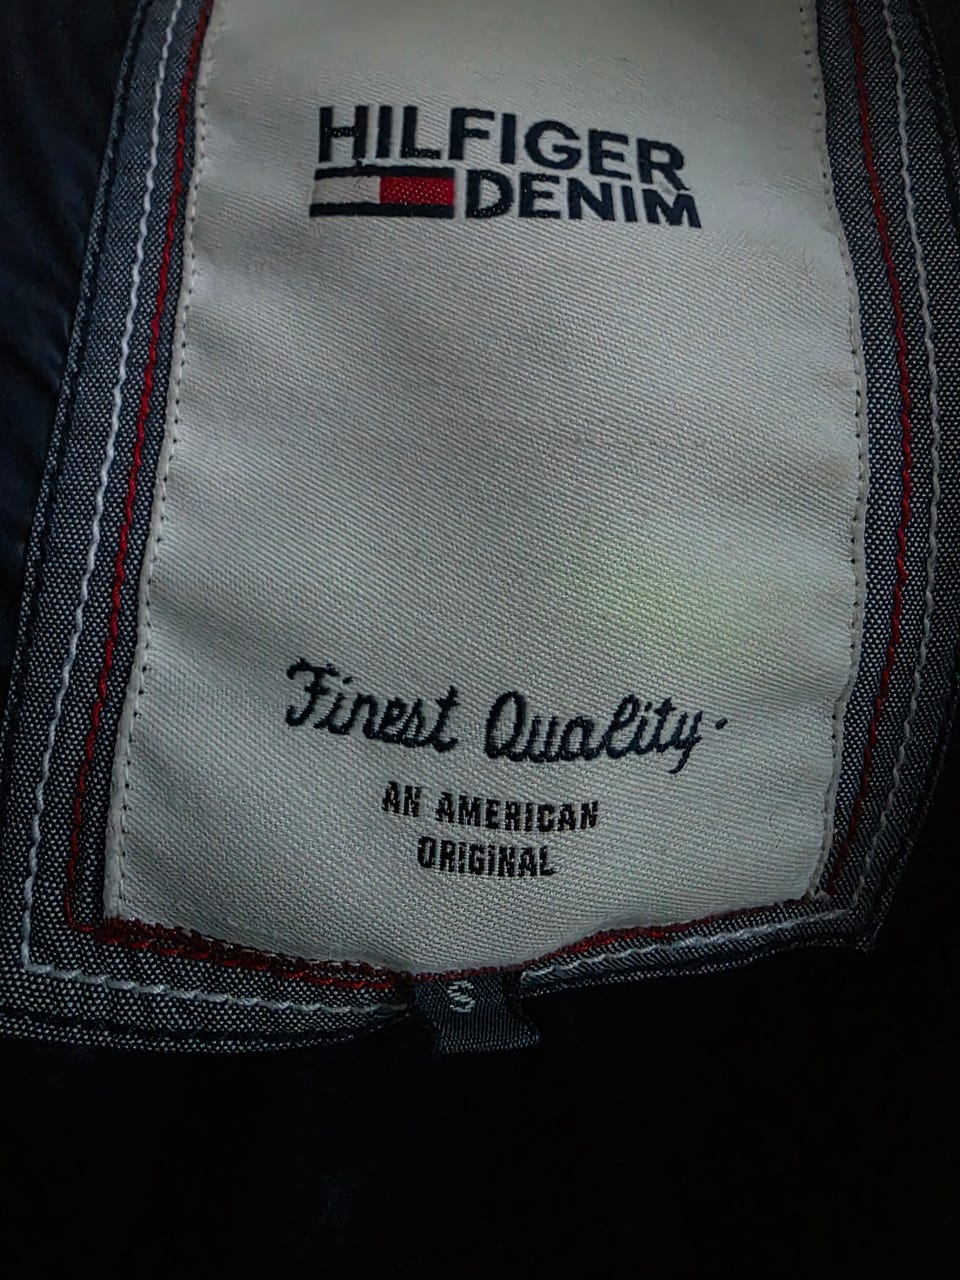 HILFIGER
DENIM
Finest Quality.
AN AMERICAN
ORIGINAL
S